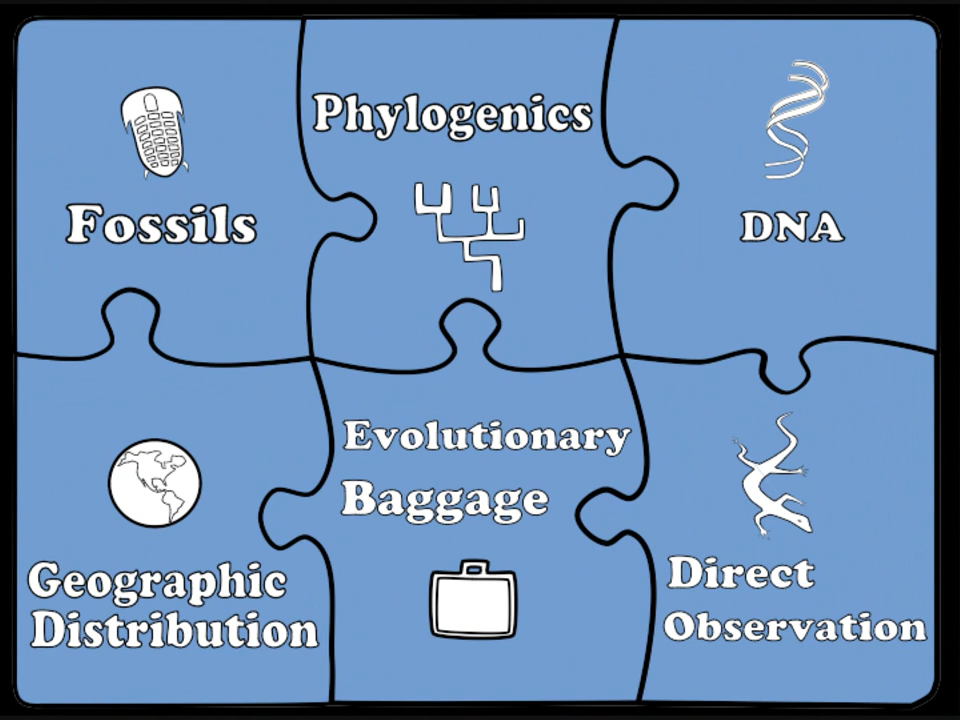 Fossils
Phylogenics
DNA
Geographic
Distribution
Evolutionary
Baggage
Direct
Observation